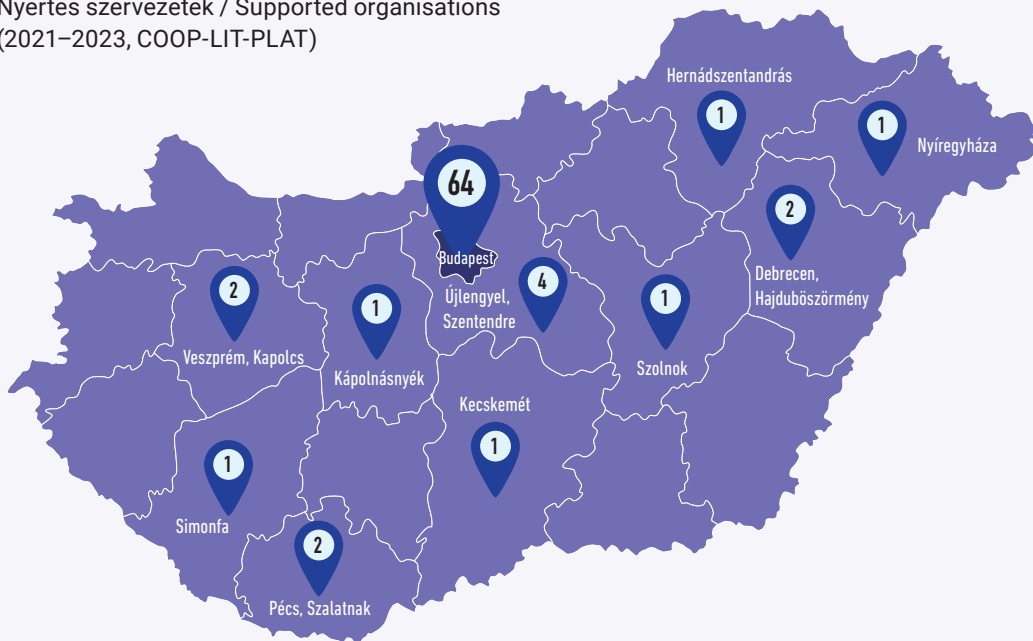 Nyertes szervezetek / Supported organisations
(2021–2023, COOP-LIT-PLAT)
Hernádszentandrás
1
1
Nyíregyháza
64
Budapest
2
Debrecen,
Hajduböszörmény
4
Újlengyel,
Szentendre
2
Veszprém, Kapolcs
1
Kápolnásnyék
1
Szolnok
Kecskemét
1
1
Simonfa
2
Pécs, Szalatnak